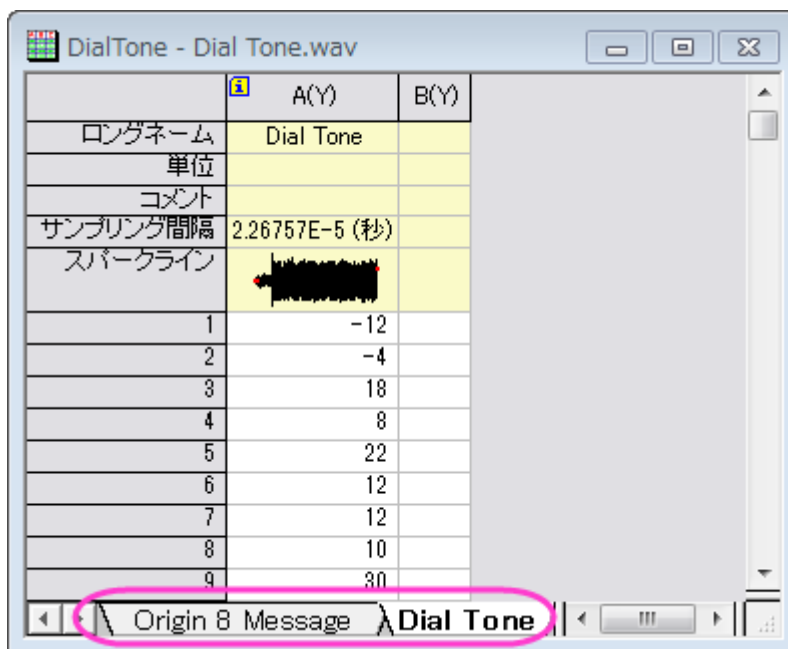 DialTone - Dial Tone.wav
A(Y) B(Y)
ロングネーム Dial Tone
単位
コメント
サンプリング間隔 2.26757E-5 (秒)
スパークライン
1 -12
2 -4
3 18
4 8
5 22
6 12
7 12
8 10
9 30
Origin 8 Message Dial Tone